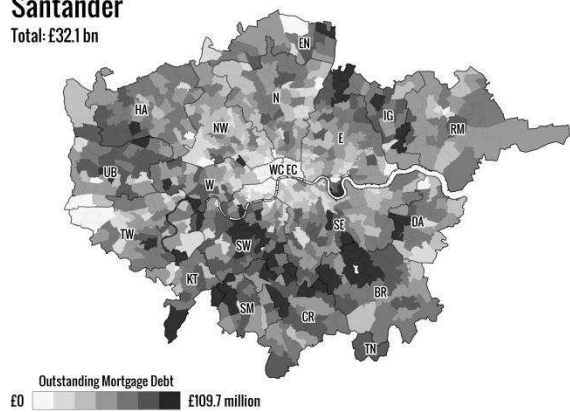 Santander
Total: £32.1 bn
EN
N
HA
IG
RM
NW
E
UB
WC EC
W
SE
DA
TW
SW
KT
BR
SM
CR
TN
Outstanding Mortgage Debt
£0 £109.7 million